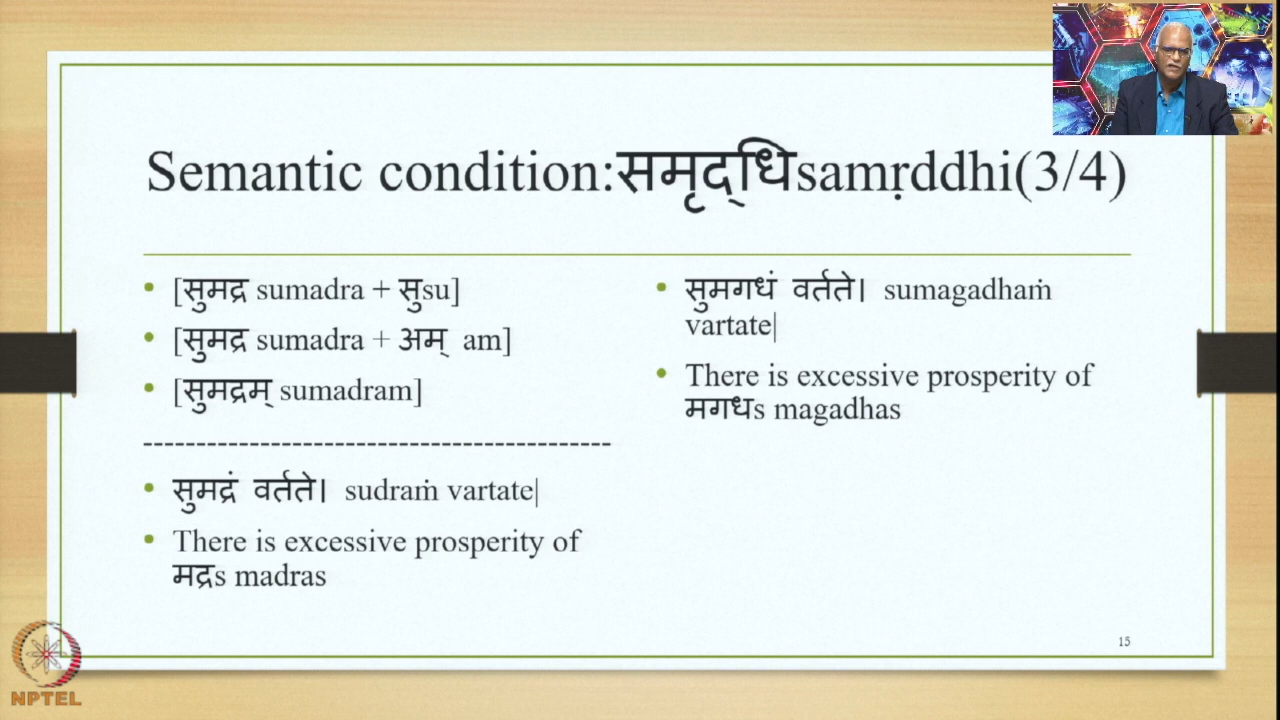 Semantic condition:समृद्धिsamṛddhi(3/4)
• [सुमद्र sumadra + सुsu]
• [सुमद्र sumadra + अम् am]
• [सुमद्रम् sumadram]
-------------------------------------------
• सुमद्रं वर्तते। sudraṁ vartate|
• There is excessive prosperity of
मद्रs madras
• सुमगधं वर्तते। sumagadhaṁ
vartate|
• There is excessive prosperity of
मगधs magadhas
15
NPTEL